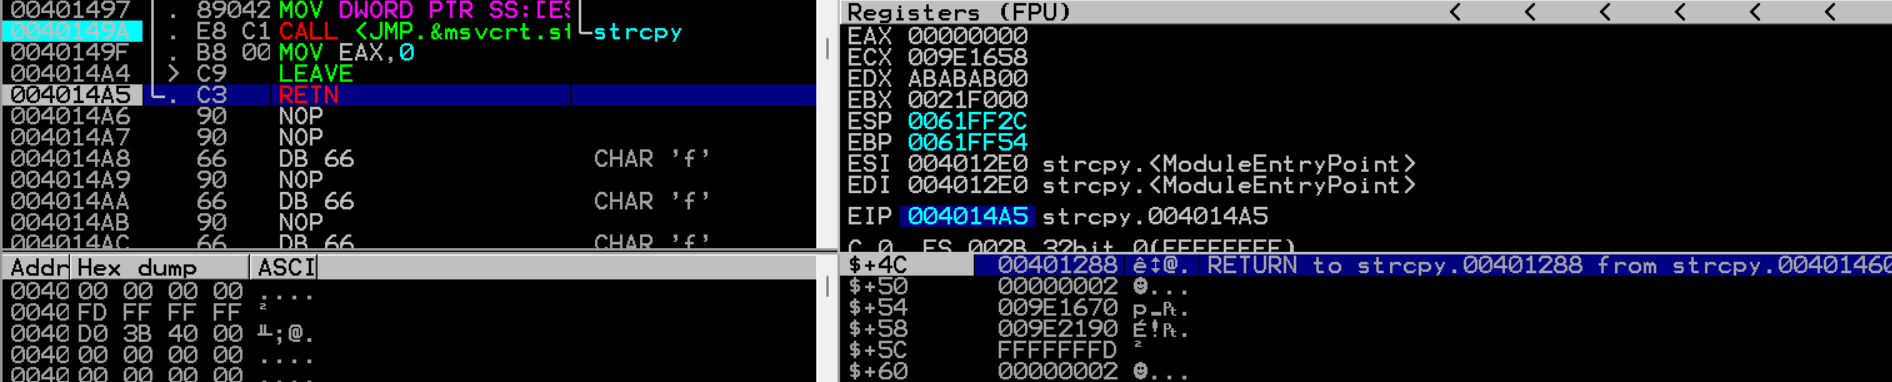 00401497 . 89042 MOV DWORD PTR SS:[ES
0040149A . E8 C1 CALL <JMP.&msvcrt.st strcpy
0040149F . B8 00 MOV EAX,0
004014A4 > C9 LEAVE
004014A5 . C3 RETN
004014A6 90 NOP
004014A7 90 NOP
004014A8 66 DB 66 CHAR 'f'
004014A9 90 NOP
004014AA 66 DB 66 CHAR 'f'
004014AB 90 NOP
004014AC 66 DB 66 CHAR 'f'
Registers (FPU) < < < < < <
EAX 00000000
ECX 009E1658
EDX ABABAB00
EBX 0021F000
ESP 0061FF2C
EBP 0061FF54
ESI 004012E0 strcpy.<ModuleEntryPoint>
EDI 004012E0 strcpy.<ModuleEntryPoint>
EIP 004014A5 strcpy.004014A5
C 0 ES 002B 32bit 0(FFFFFFFF)
Addr Hex dump ASCI
0040 00 00 00 00 ....
0040 FD FF FF FF ²
0040 D0 3B 40 00 ╨;@.
0040 00 00 00 00 ....
0040 00 00 00 00 ....
$+4C 00401288 ê↕@. RETURN to strcpy.00401288 from strcpy.00401460
$+50 00000002 ☻...
$+54 009E1670 p▬₧.
$+58 009E2190 É!₧.
$+5C FFFFFFFD ²
$+60 00000002 ☻...